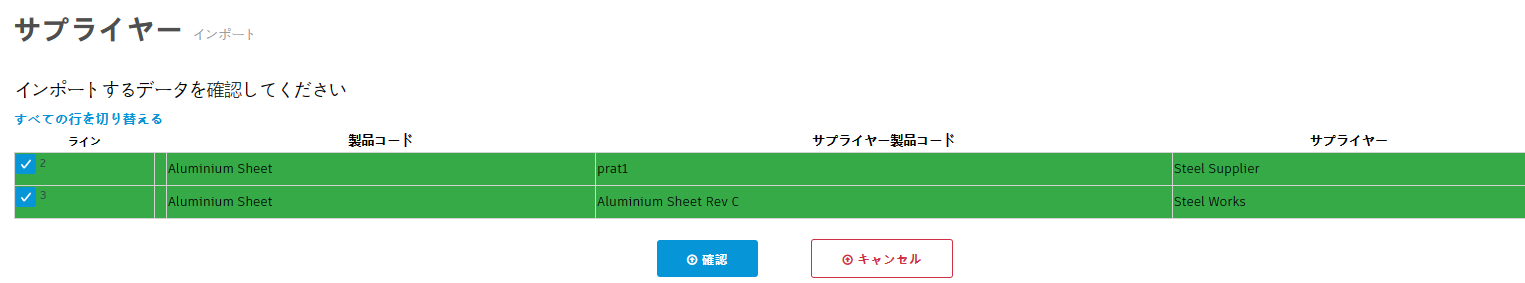 サプライヤー インポート
インポートするデータを確認してください
すべての行を切り替える
ライン 製品コード サプライヤー製品コード サプライヤー
2 Aluminium Sheet prat1 Steel Supplier
3 Aluminium Sheet Aluminium Sheet Rev C Steel Works
確認 キャンセル